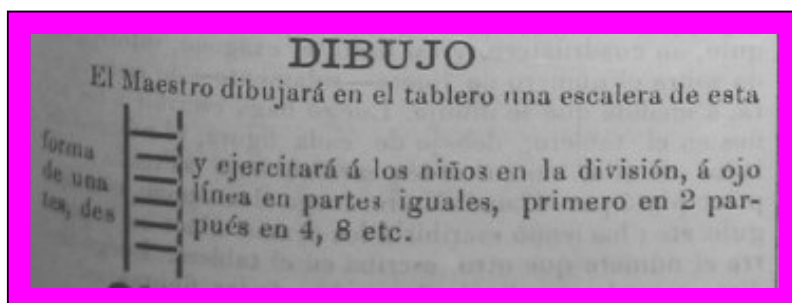 DIBUJO
El Maestro dibujará en el tablero una escalera de esta
forma y ejercitará á los niños en la división, á ojo
de una línea en partes iguales, primero en 2 par-
tes, des pués en 4, 8 etc.